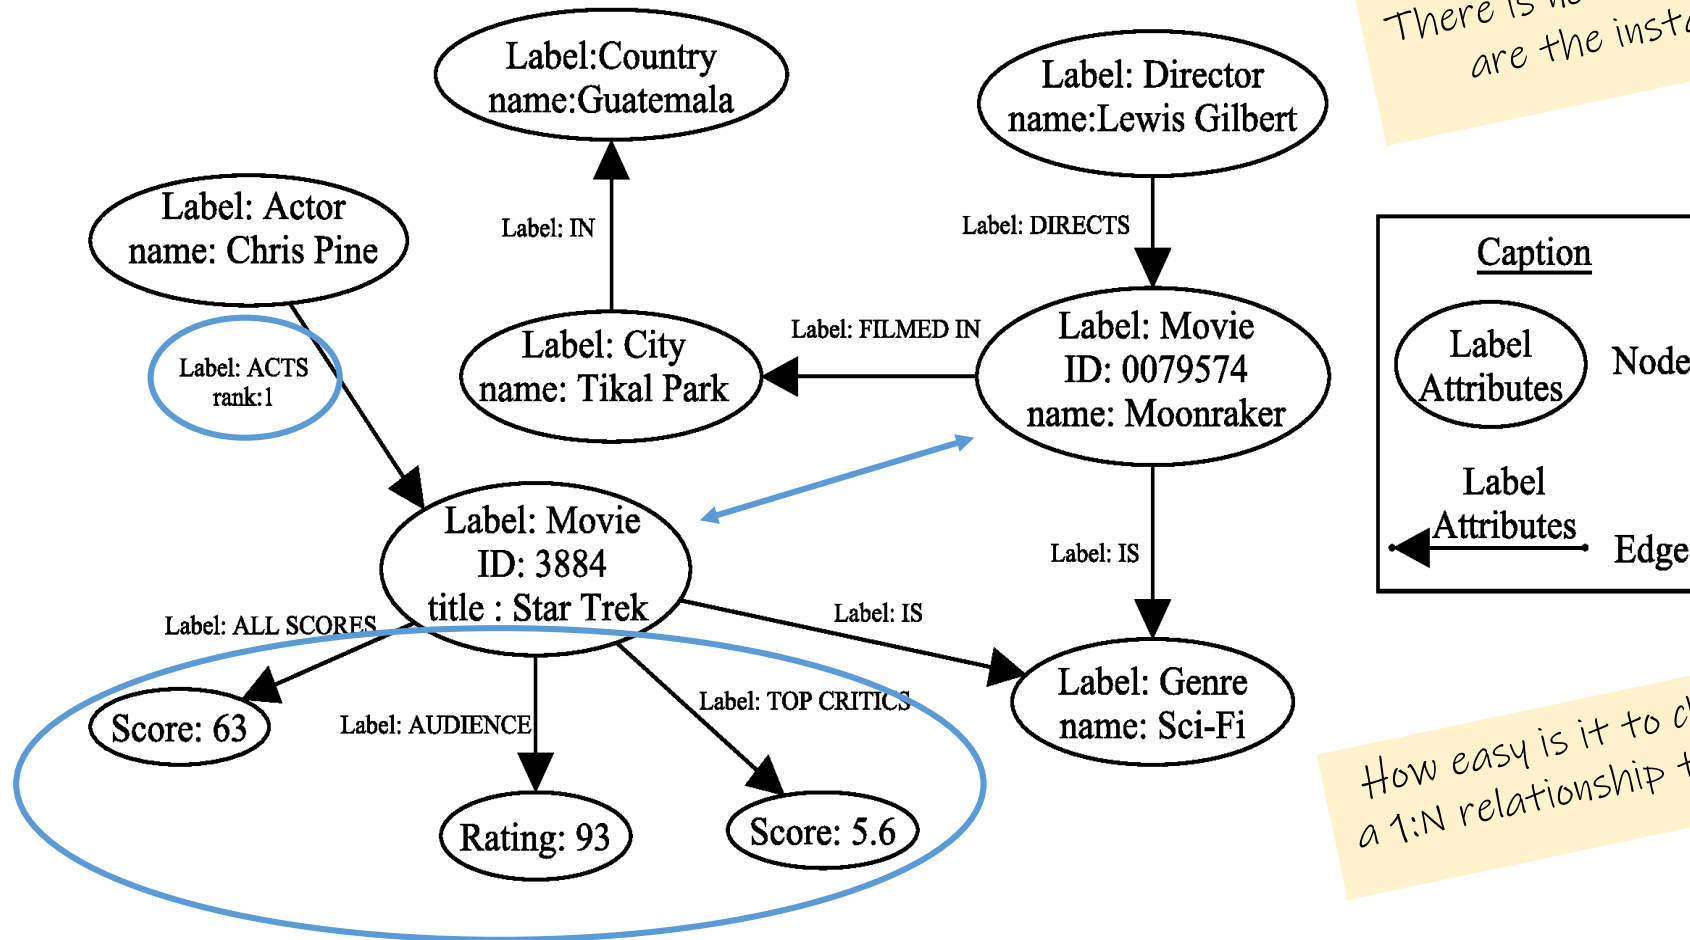 There is
are the
Label:Country
name:Guatemala
Label: Director
name:Lewis Gilbert
Label: Actor
name: Chris Pine
Label: IN
Label: DIRECTS
Caption
Label
Attributes
Node
Label: ACTS
rank:1
Label: City
name: Tikal Park
Label: FILMED IN
Label: Movie
ID: 0079574
name: Moonraker
Label
Attributes
Edge
Label: Movie
ID: 3884
title : Star Trek
Label: IS
Label: IS
Label: ALL SCORES
Label: AUDIENCE
Label: TOP CRITICS
Label: Genre
name: Sci-Fi
Score: 63
Rating: 93
Score: 5.6
How easy is it to
a 1:N relationship